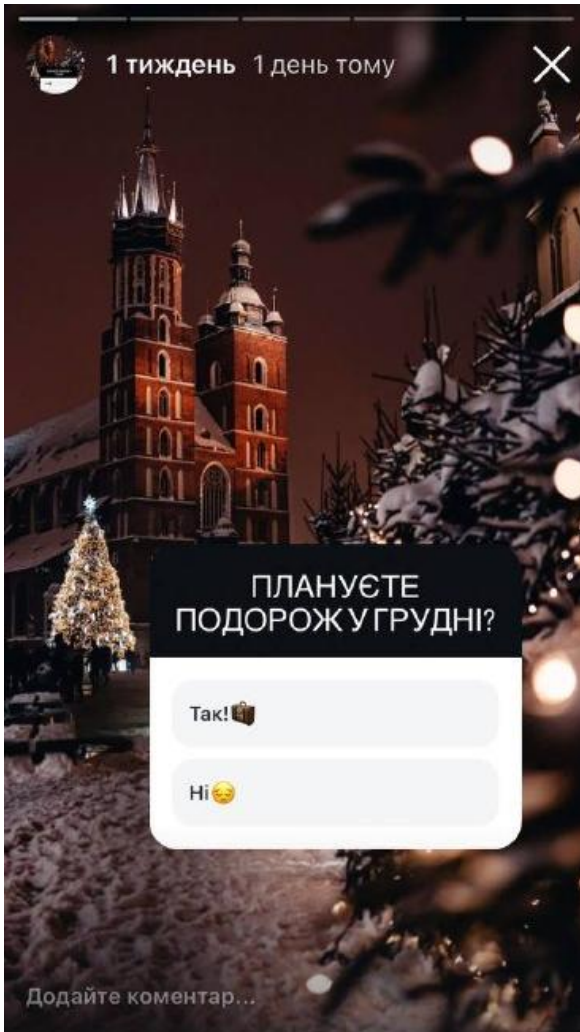 1 тиждень 1 день тому
ПЛАНУЄТЕ
ПОДОРОЖ У ГРУДНІ?
Так!🧳
Ні😔
Додайте коментар...